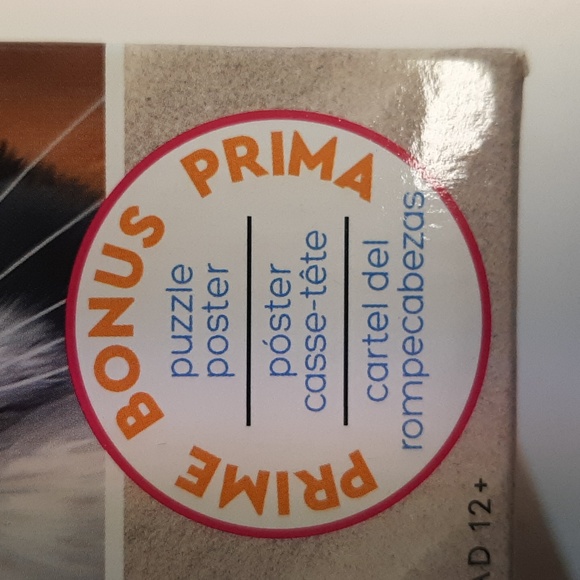 PRIME BONUS PRIMA
puzzle
poster
póster
casse-tête
cartel del
rompecabezas
AD 12+